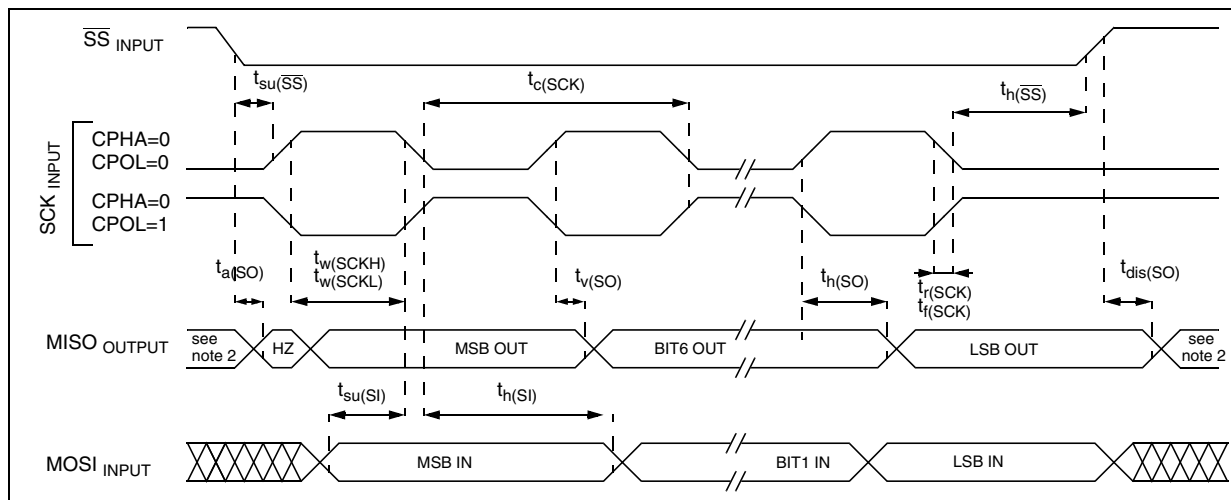 SS INPUT
tsu(SS)
tc(SCK)
th(SS)
SCK INPUT
CPHA=0
CPOL=0
CPHA=0
CPOL=1
ta(SO)
tw(SCKH)
tw(SCKL)
tv(SO)
th(SO)
tr(SCK)
tf(SCK)
tdis(SO)
MISO OUTPUT
see note 2
HZ
MSB OUT
BIT6 OUT
LSB OUT
see note 2
tsu(SI)
th(SI)
MOSI INPUT
MSB IN
BIT1 IN
LSB IN